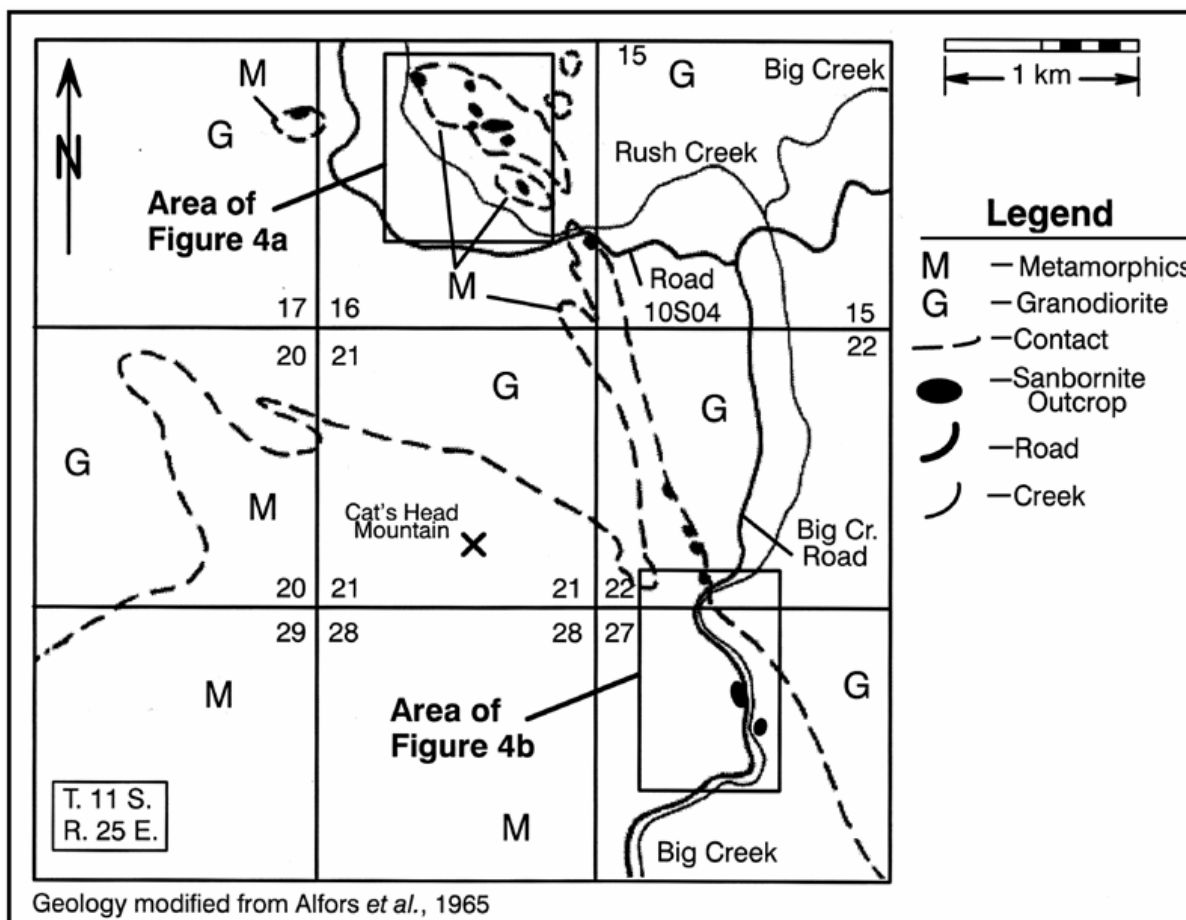 N
M
G
15
G
Big Creek
1 km
Rush Creek
Area of
Figure 4a
M
Road
10S04
17
16
15
Legend
M – Metamorphics
G – Granodiorite
– Contact
– Sanbornite
Outcrop
– Road
– Creek
20
21
22
G
G
G
M
Cat's Head
Mountain
Big Cr.
Road
20
21
21
22
29
28
28
27
M
G
Area of
Figure 4b
T. 11 S.
R. 25 E.
M
Big Creek
Geology modified from Alfors et al., 1965